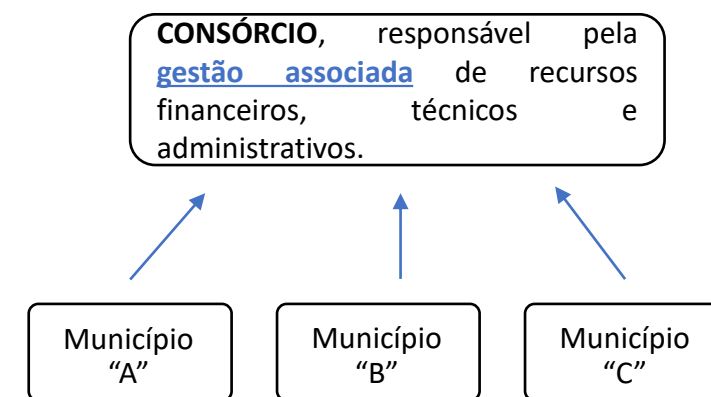 CONSÓRCIO, responsável pela
gestão associada de recursos
financeiros, técnicos e
administrativos.
Município
“A”
Município
“B”
Município
“C”